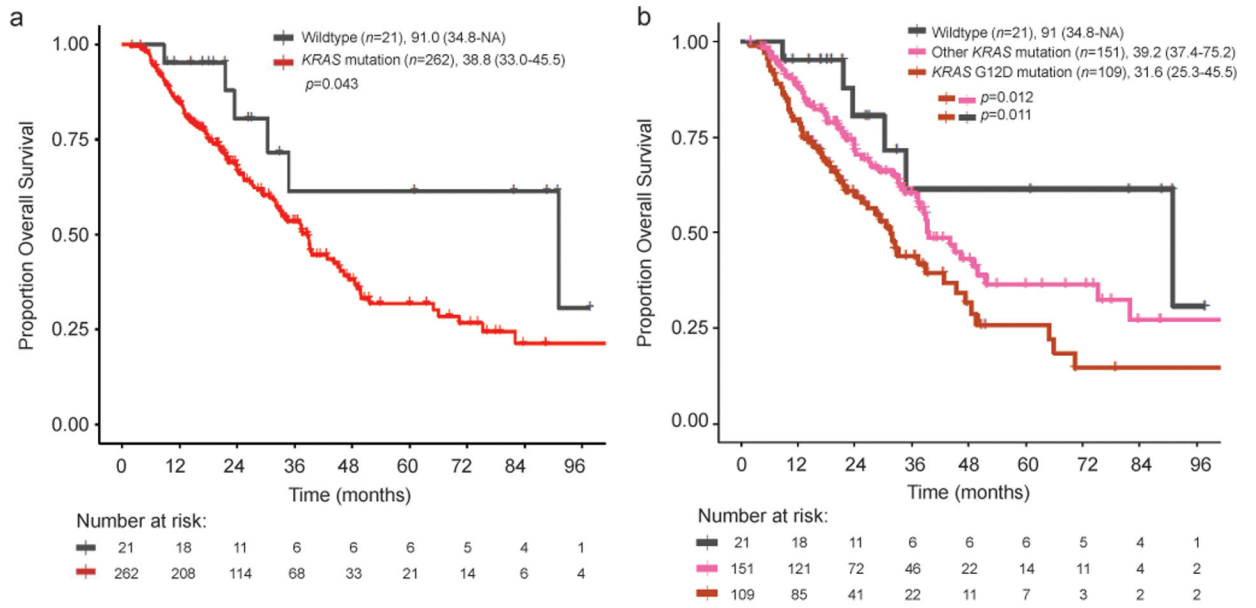 a
Wildtype (n=21), 91.0 (34.8-NA)
KRAS mutation (n=262), 38.8 (33.0-45.5)
p=0.043
1.00
0.75
0.50
0.25
0.00
Proportion Overall Survival
0 12 24 36 48 60 72 84 96
Time (months)
Number at risk:
21 18 11 6 6 6 5 4 1
262 208 114 68 33 21 14 6 4
b
Wildtype (n=21), 91 (34.8-NA)
Other KRAS mutation (n=151), 39.2 (37.4-75.2)
KRAS G12D mutation (n=109), 31.6 (25.3-45.5)
p=0.012
p=0.011
1.00
0.75
0.50
0.25
0.00
Proportion Overall Survival
0 12 24 36 48 60 72 84 96
Time (months)
Number at risk:
21 18 11 6 6 6 5 4 1
151 121 72 46 22 14 11 4 2
109 85 41 22 11 7 3 2 2